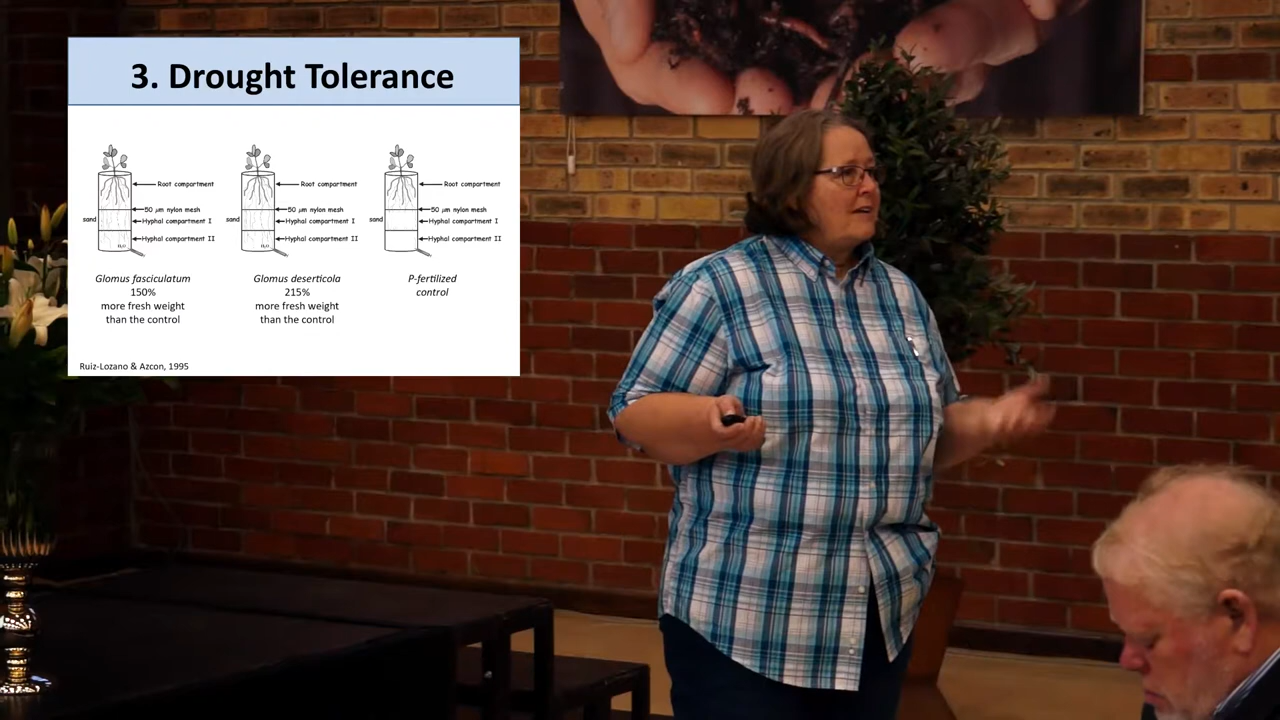 3. Drought Tolerance
Root compartment
50 µm nylon mesh
sand
Hyphal compartment I
Hyphal compartment II
H₂O
Root compartment
50 µm nylon mesh
sand
Hyphal compartment I
Hyphal compartment II
H₂O
Root compartment
50 µm nylon mesh
sand
Hyphal compartment I
Hyphal compartment II
Glomus fasciculatum
150%
more fresh weight
than the control
Glomus deserticola
215%
more fresh weight
than the control
P-fertilized
control
Ruiz-Lozano & Azcon, 1995